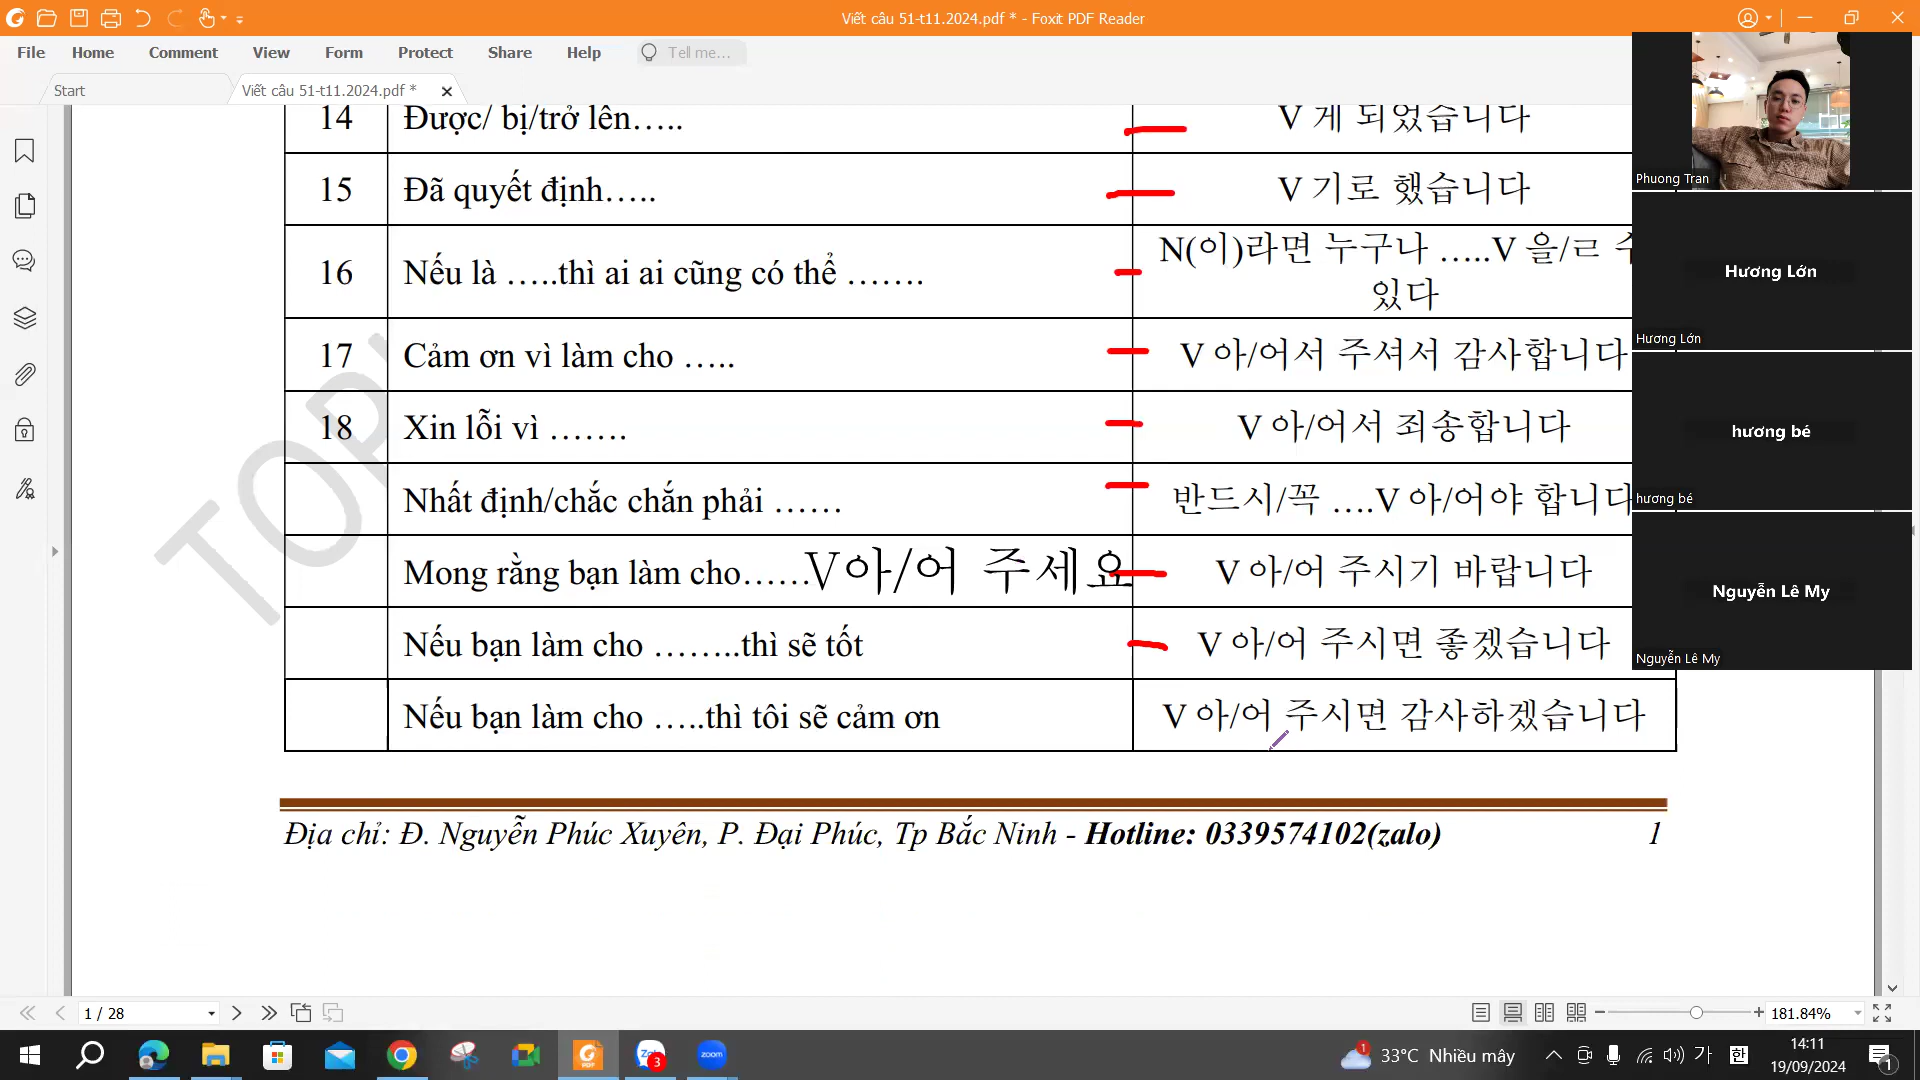 Viết câu 51-t11.2024.pdf * - Foxit PDF Reader
File Home Comment View Form Protect Share Help Tell me...
Start Viết câu 51-t11.2024.pdf *
14 Được/ bị/trở lên….. V 게 되었습니다
15 Đã quyết định….. V 기로 했습니다
16 Nếu là …..thì ai ai cũng có thể ……. N(이)라면 누구나 …..V 을/ㄹ 수
있다
17 Cảm ơn vì làm cho ….. V 아/어서 주셔서 감사합니다
18 Xin lỗi vì ……. V 아/어서 죄송합니다
Nhất định/chắc chắn phải …… 반드시/꼭 ….V 아/어야 합니다
Mong rằng bạn làm cho…… V아/어 주세요 V 아/어 주시기 바랍니다
Nếu bạn làm cho ……..thì sẽ tốt V 아/어 주시면 좋겠습니다
Nếu bạn làm cho …..thì tôi sẽ cảm ơn V 아/어 주시면 감사하겠습니다
Địa chỉ: Đ. Nguyễn Phúc Xuyên, P. Đại Phúc, Tp Bắc Ninh - Hotline: 0339574102(zalo) 1
Phuong Tran
Hương Lớn
Hương Lớn
hương bé
hương bé
Nguyễn Lê My
Nguyễn Lê My
1 / 28
181.84%
zoom
3
1
33°C Nhiều mây
가
한
14:11
19/09/2024
1